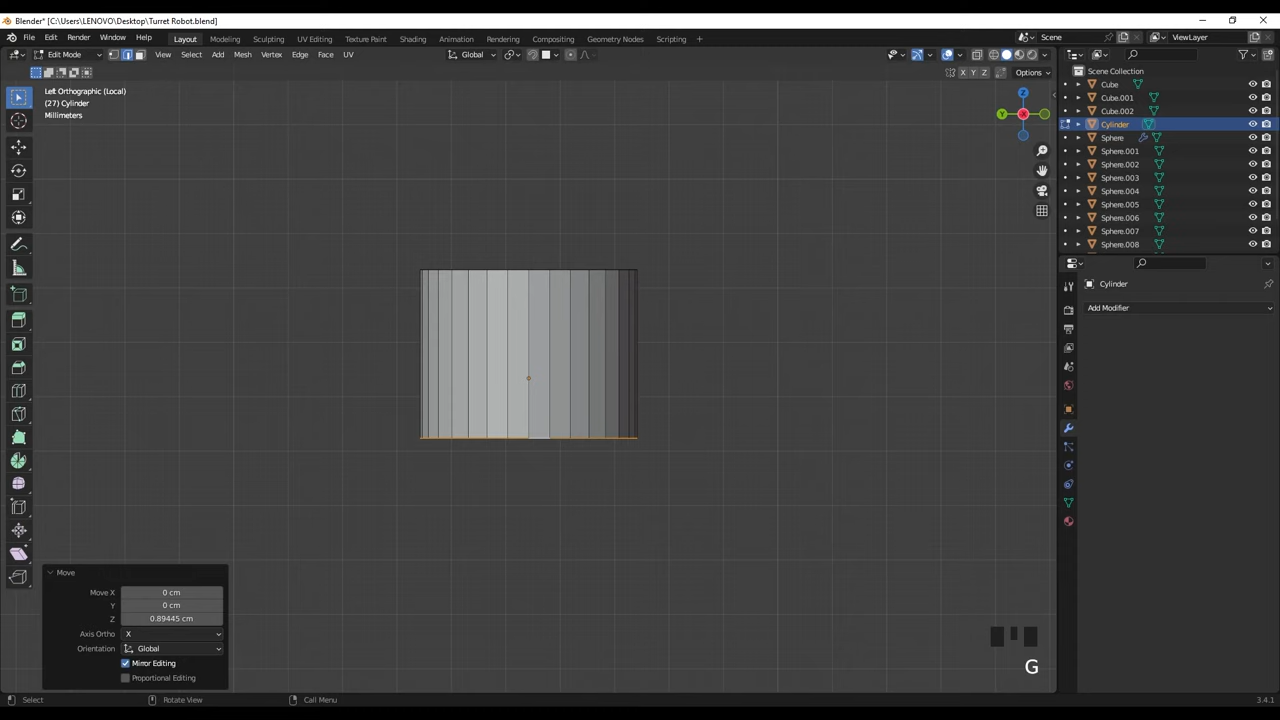 Blender* [C:\Users\LENOVO\Desktop\Turret Robot.blend]
File Edit Render Window Help Layout Modeling Sculpting UV Editing Texture Paint Shading Animation Rendering Compositing Geometry Nodes Scripting + Scene ViewLayer
Edit Mode View Select Add Mesh Vertex Edge Face UV Global
X Y Z Options
Left Orthographic (Local)
(27) Cylinder
Millimeters
Z
Y
X
Scene Collection
Cube
Cube.001
Cube.002
Cylinder
Sphere
Sphere.001
Sphere.002
Sphere.003
Sphere.004
Sphere.005
Sphere.006
Sphere.007
Sphere.008
Cylinder
Add Modifier
Move
Move X 0 cm
Y 0 cm
Z 0.89445 cm
Axis Ortho X
Orientation Global
Mirror Editing
Proportional Editing
G
Select Rotate View Call Menu 3.4.1